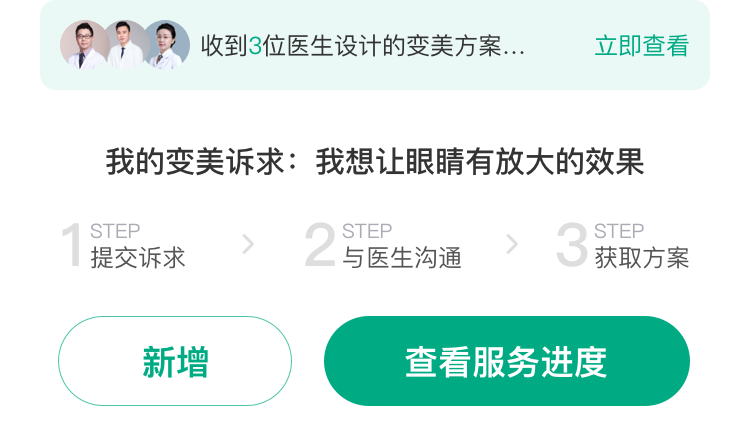 收到3位医生设计的变美方案... 立即查看
我的变美诉求：我想让眼睛有放大的效果
1 STEP 2 STEP 3 STEP
提交诉求 与医生沟通 获取方案
新增 查看服务进度